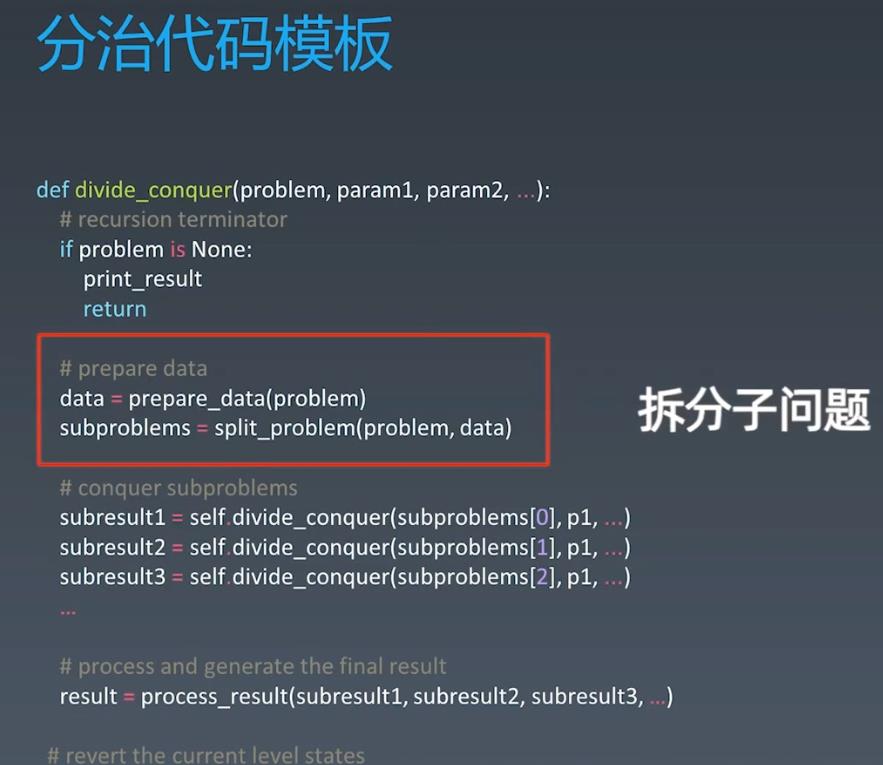 分治代码模板
def divide_conquer(problem, param1, param2, ...):
# recursion terminator
if problem is None:
print_result
return
# prepare data
data = prepare_data(problem)
subproblems = split_problem(problem, data)
拆分子问题
# conquer subproblems
subresult1 = self.divide_conquer(subproblems[0], p1, ...)
subresult2 = self.divide_conquer(subproblems[1], p1, ...)
subresult3 = self.divide_conquer(subproblems[2], p1, ...)
...
# process and generate the final result
result = process_result(subresult1, subresult2, subresult3, ...)
# revert the current level states